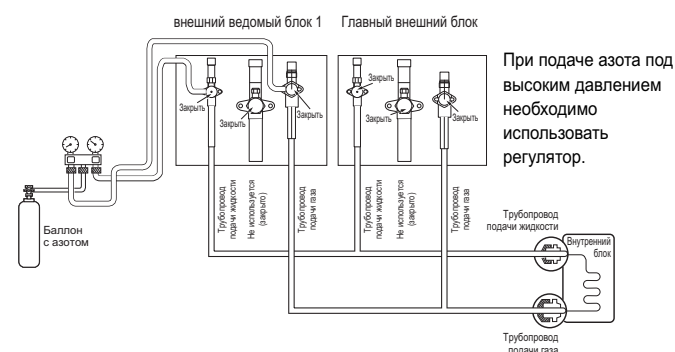 внешний ведомый блок 1
Главный внешний блок
При подаче азота под
высоким давлением
необходимо
использовать
регулятор.
Закрыть
Закрыть
Закрыть
Закрыть
Закрыть
Закрыть
Баллон
с азотом
Трубопровод
подачи жидкости
Не используется
(закрыто)
Трубопровод
подачи газа
Трубопровод
подачи жидкости
Не используется
(закрыто)
Трубопровод
подачи газа
Трубопровод
подачи жидкости
Внутренний
блок
Трубопровод
подачи газа